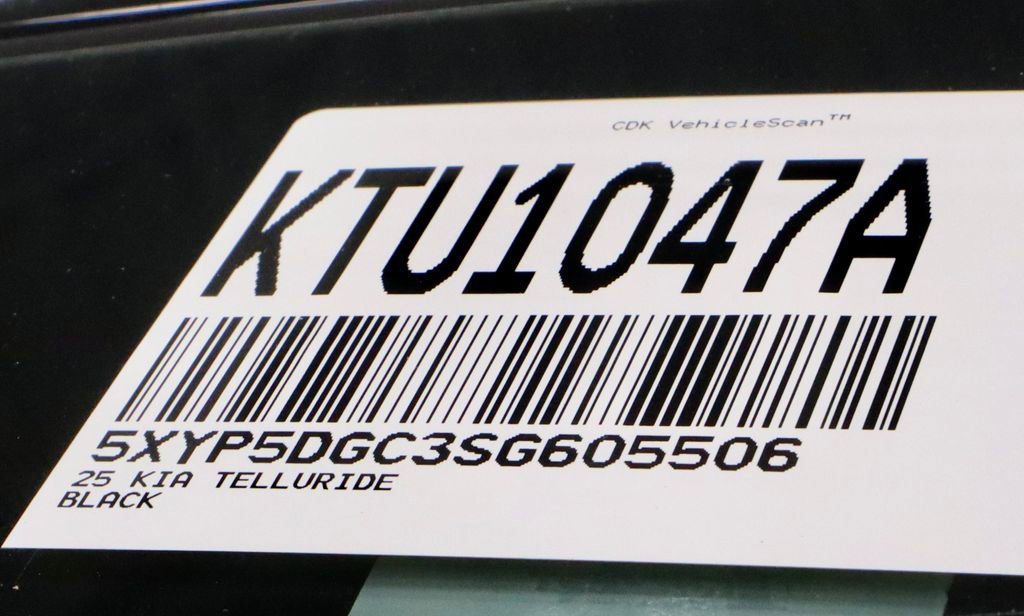 CDK VehicleScan™
KTU1047A
5XYP5DGC3SG605506
25 KIA TELLURIDE
BLACK